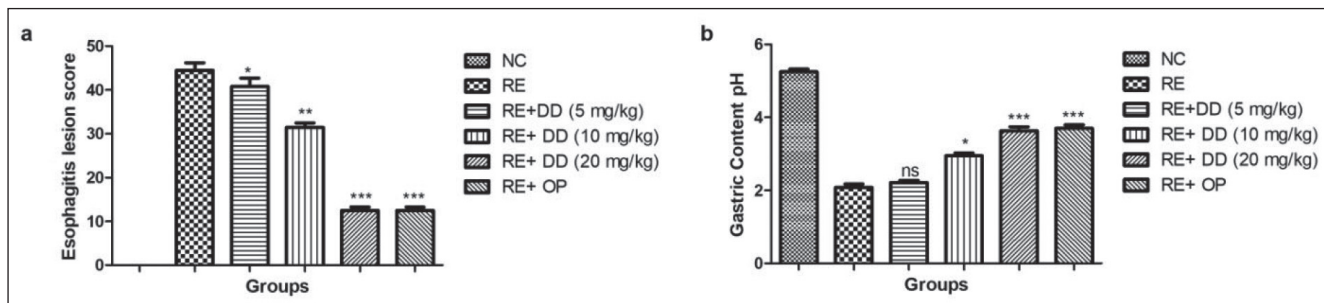 a
Esophagitis lesion score
50
40
30
20
10
0
*
**
***
***
Groups
NC
RE
RE+DD (5 mg/kg)
RE+ DD (10 mg/kg)
RE+ DD (20 mg/kg)
RE+ OP
b
Gastric Content pH
6
4
2
0
ns
*
***
***
Groups
NC
RE
RE+DD (5 mg/kg)
RE+ DD (10 mg/kg)
RE+ DD (20 mg/kg)
RE+ OP